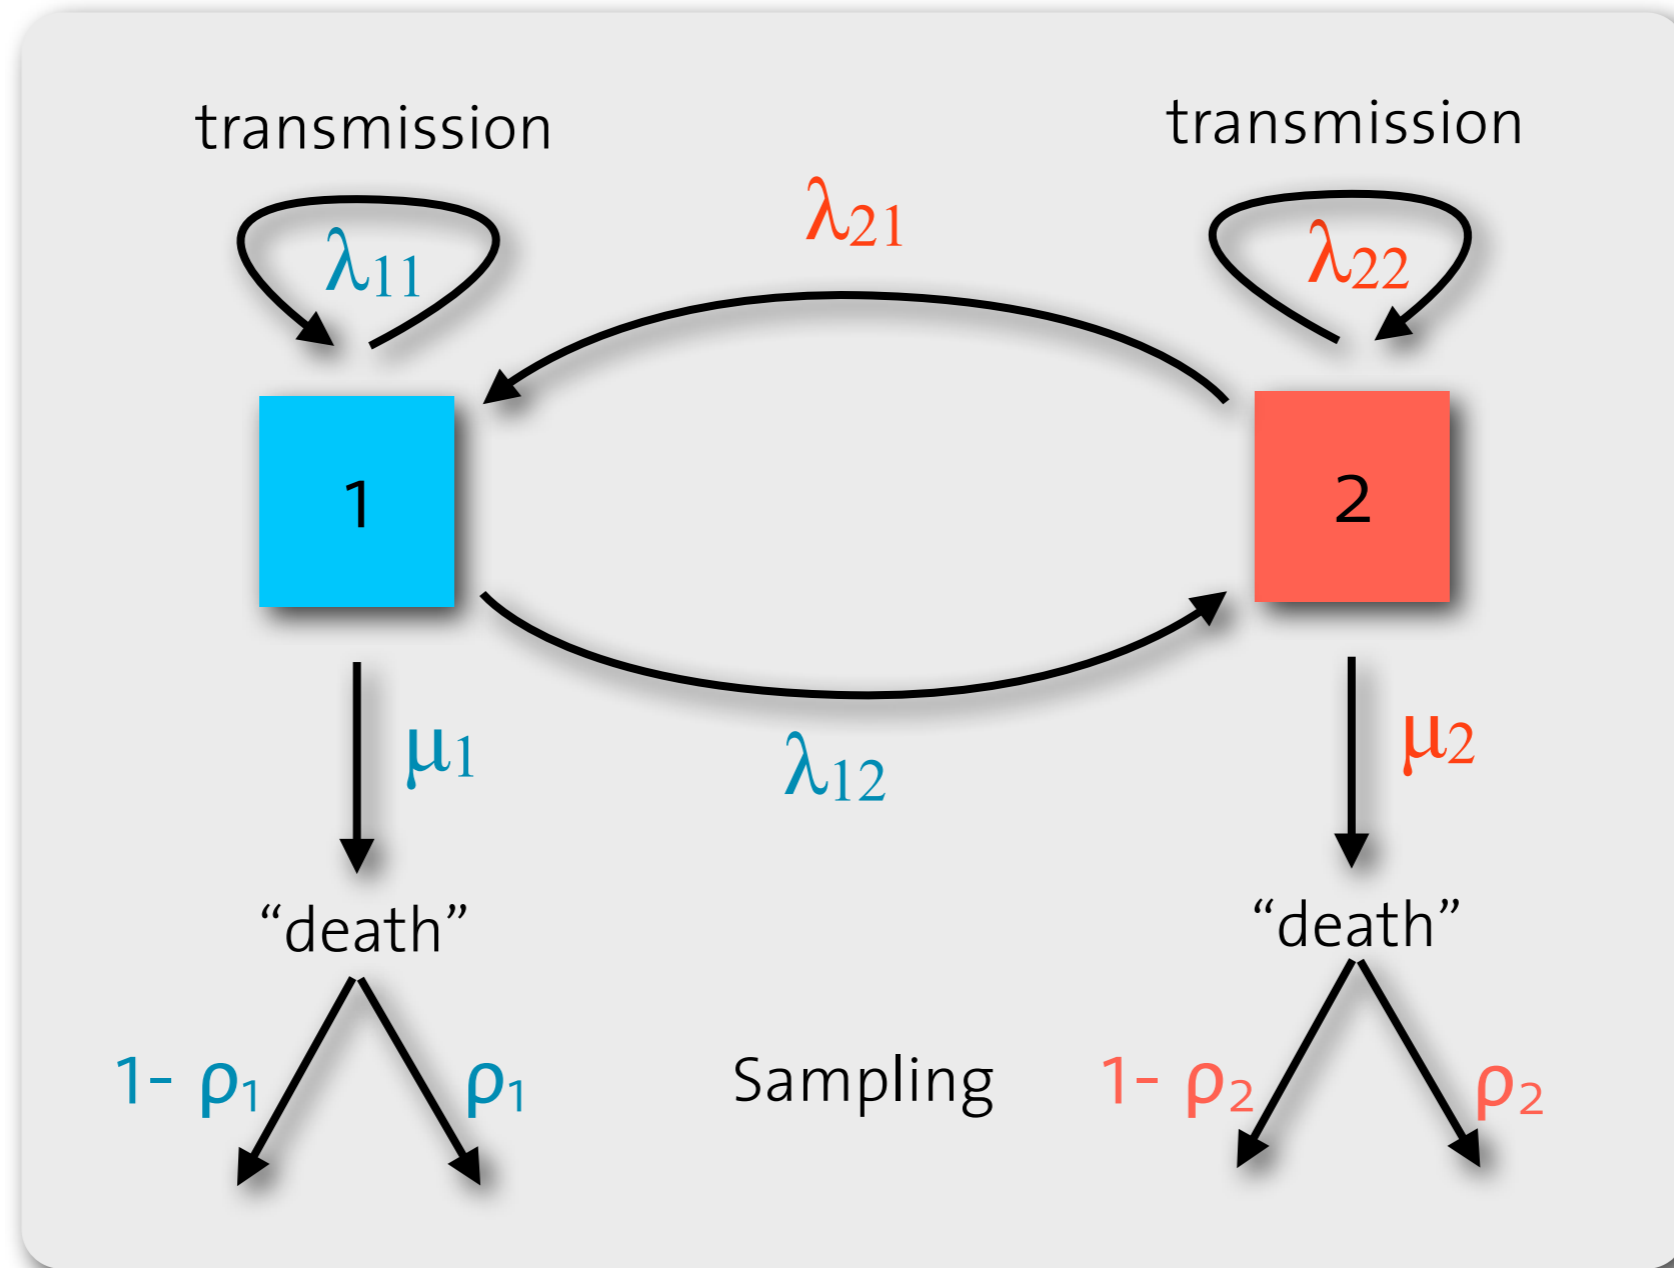 transmission
transmission
λ21
λ11
λ22
1
2
μ1
λ12
μ2
“death”
“death”
1- ρ1
ρ1
Sampling
1- ρ2
ρ2